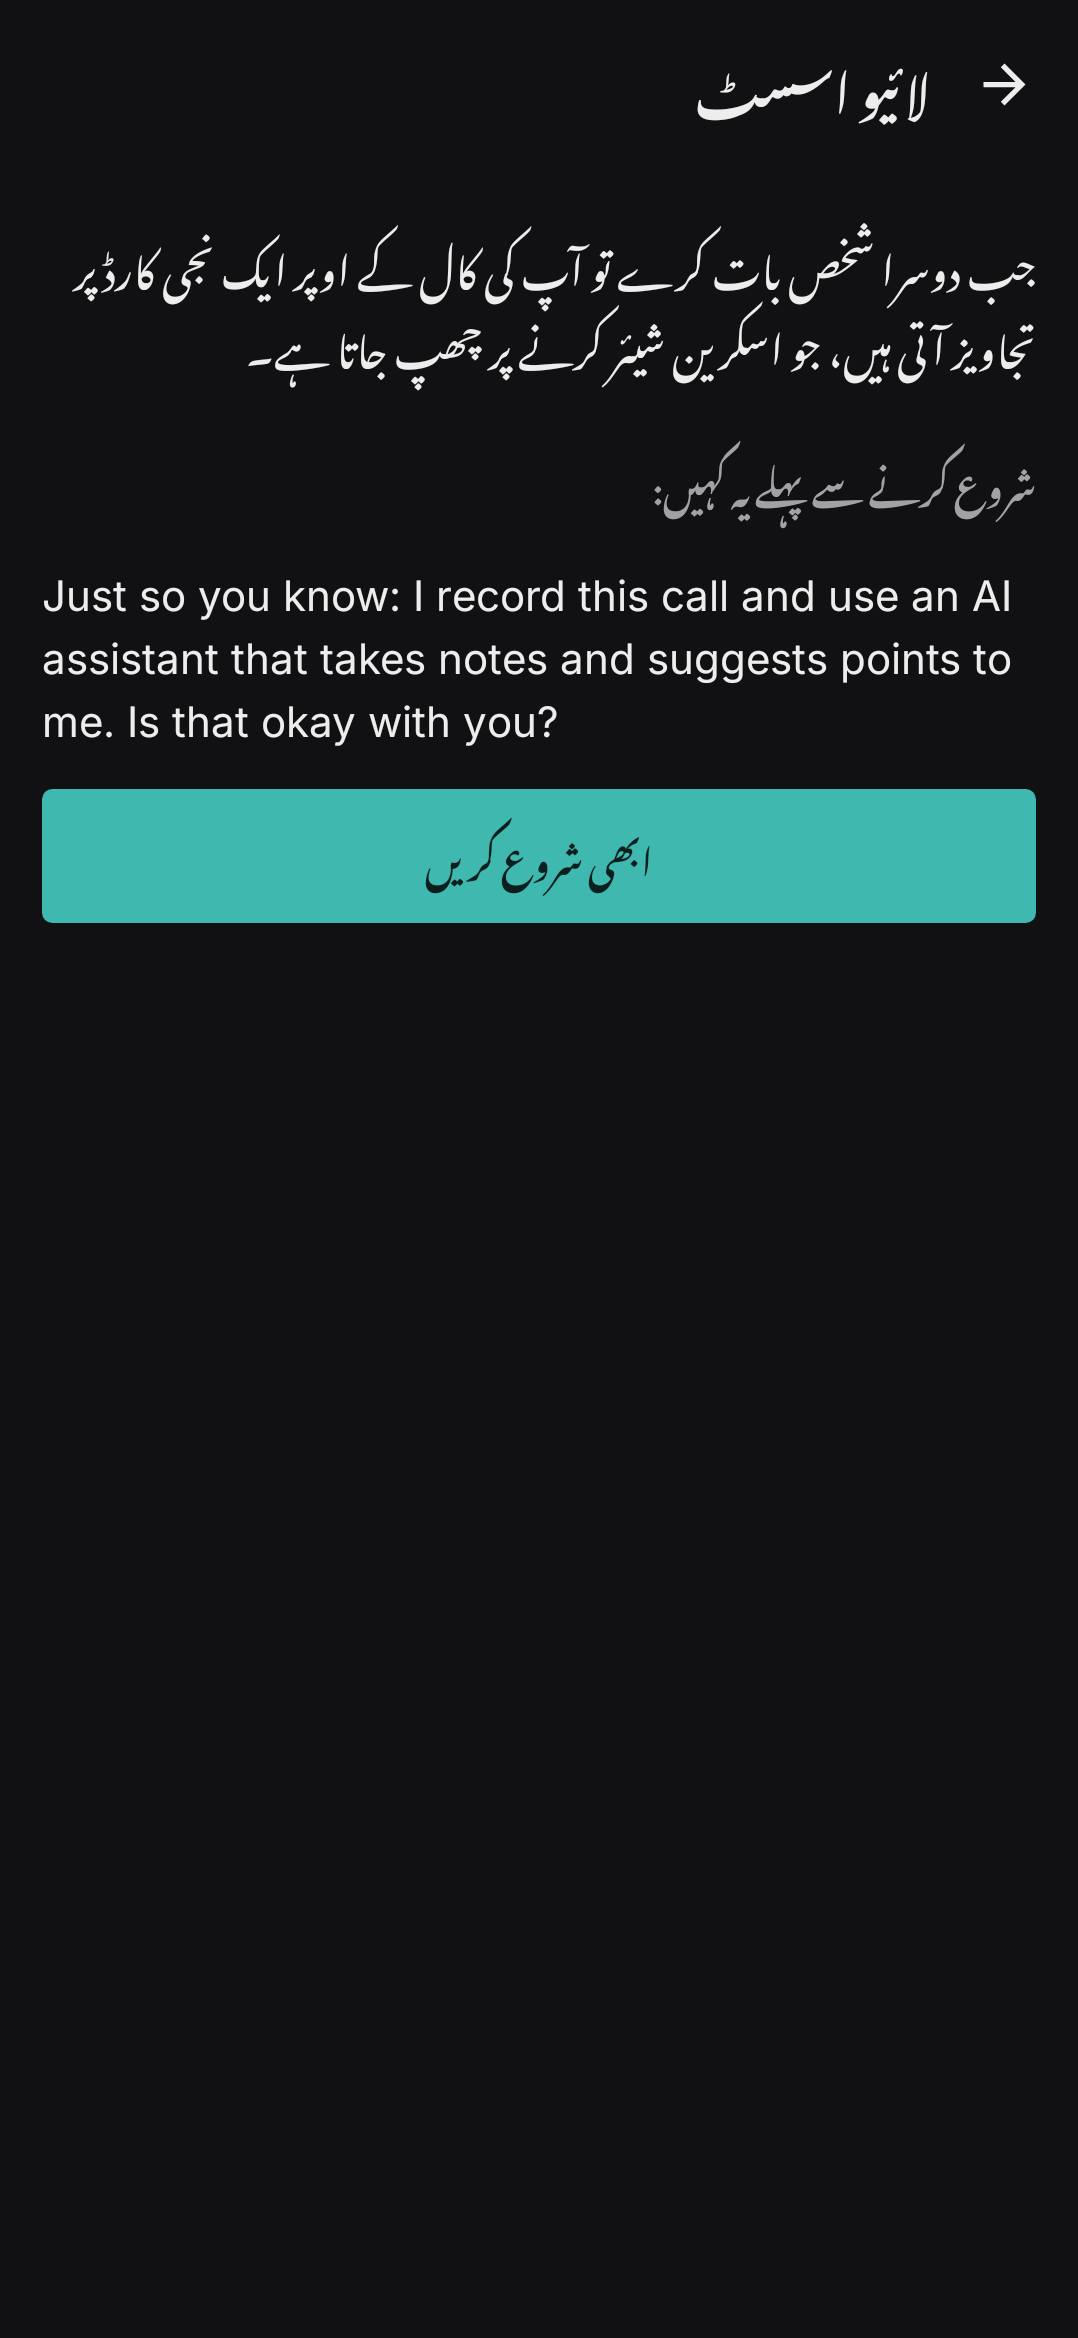 لائیو اسسٹ
جب دوسرا شخص بات کرے تو آپ کی کال کے اوپر ایک نجی کارڈ پر
تجاویز آتی ہیں، جو اسکرین شیئر کرنے پر چھپ جاتا ہے۔
شروع کرنے سے پہلے یہ کہیں:
Just so you know: I record this call and use an AI
assistant that takes notes and suggests points to
me. Is that okay with you?
ابھی شروع کریں